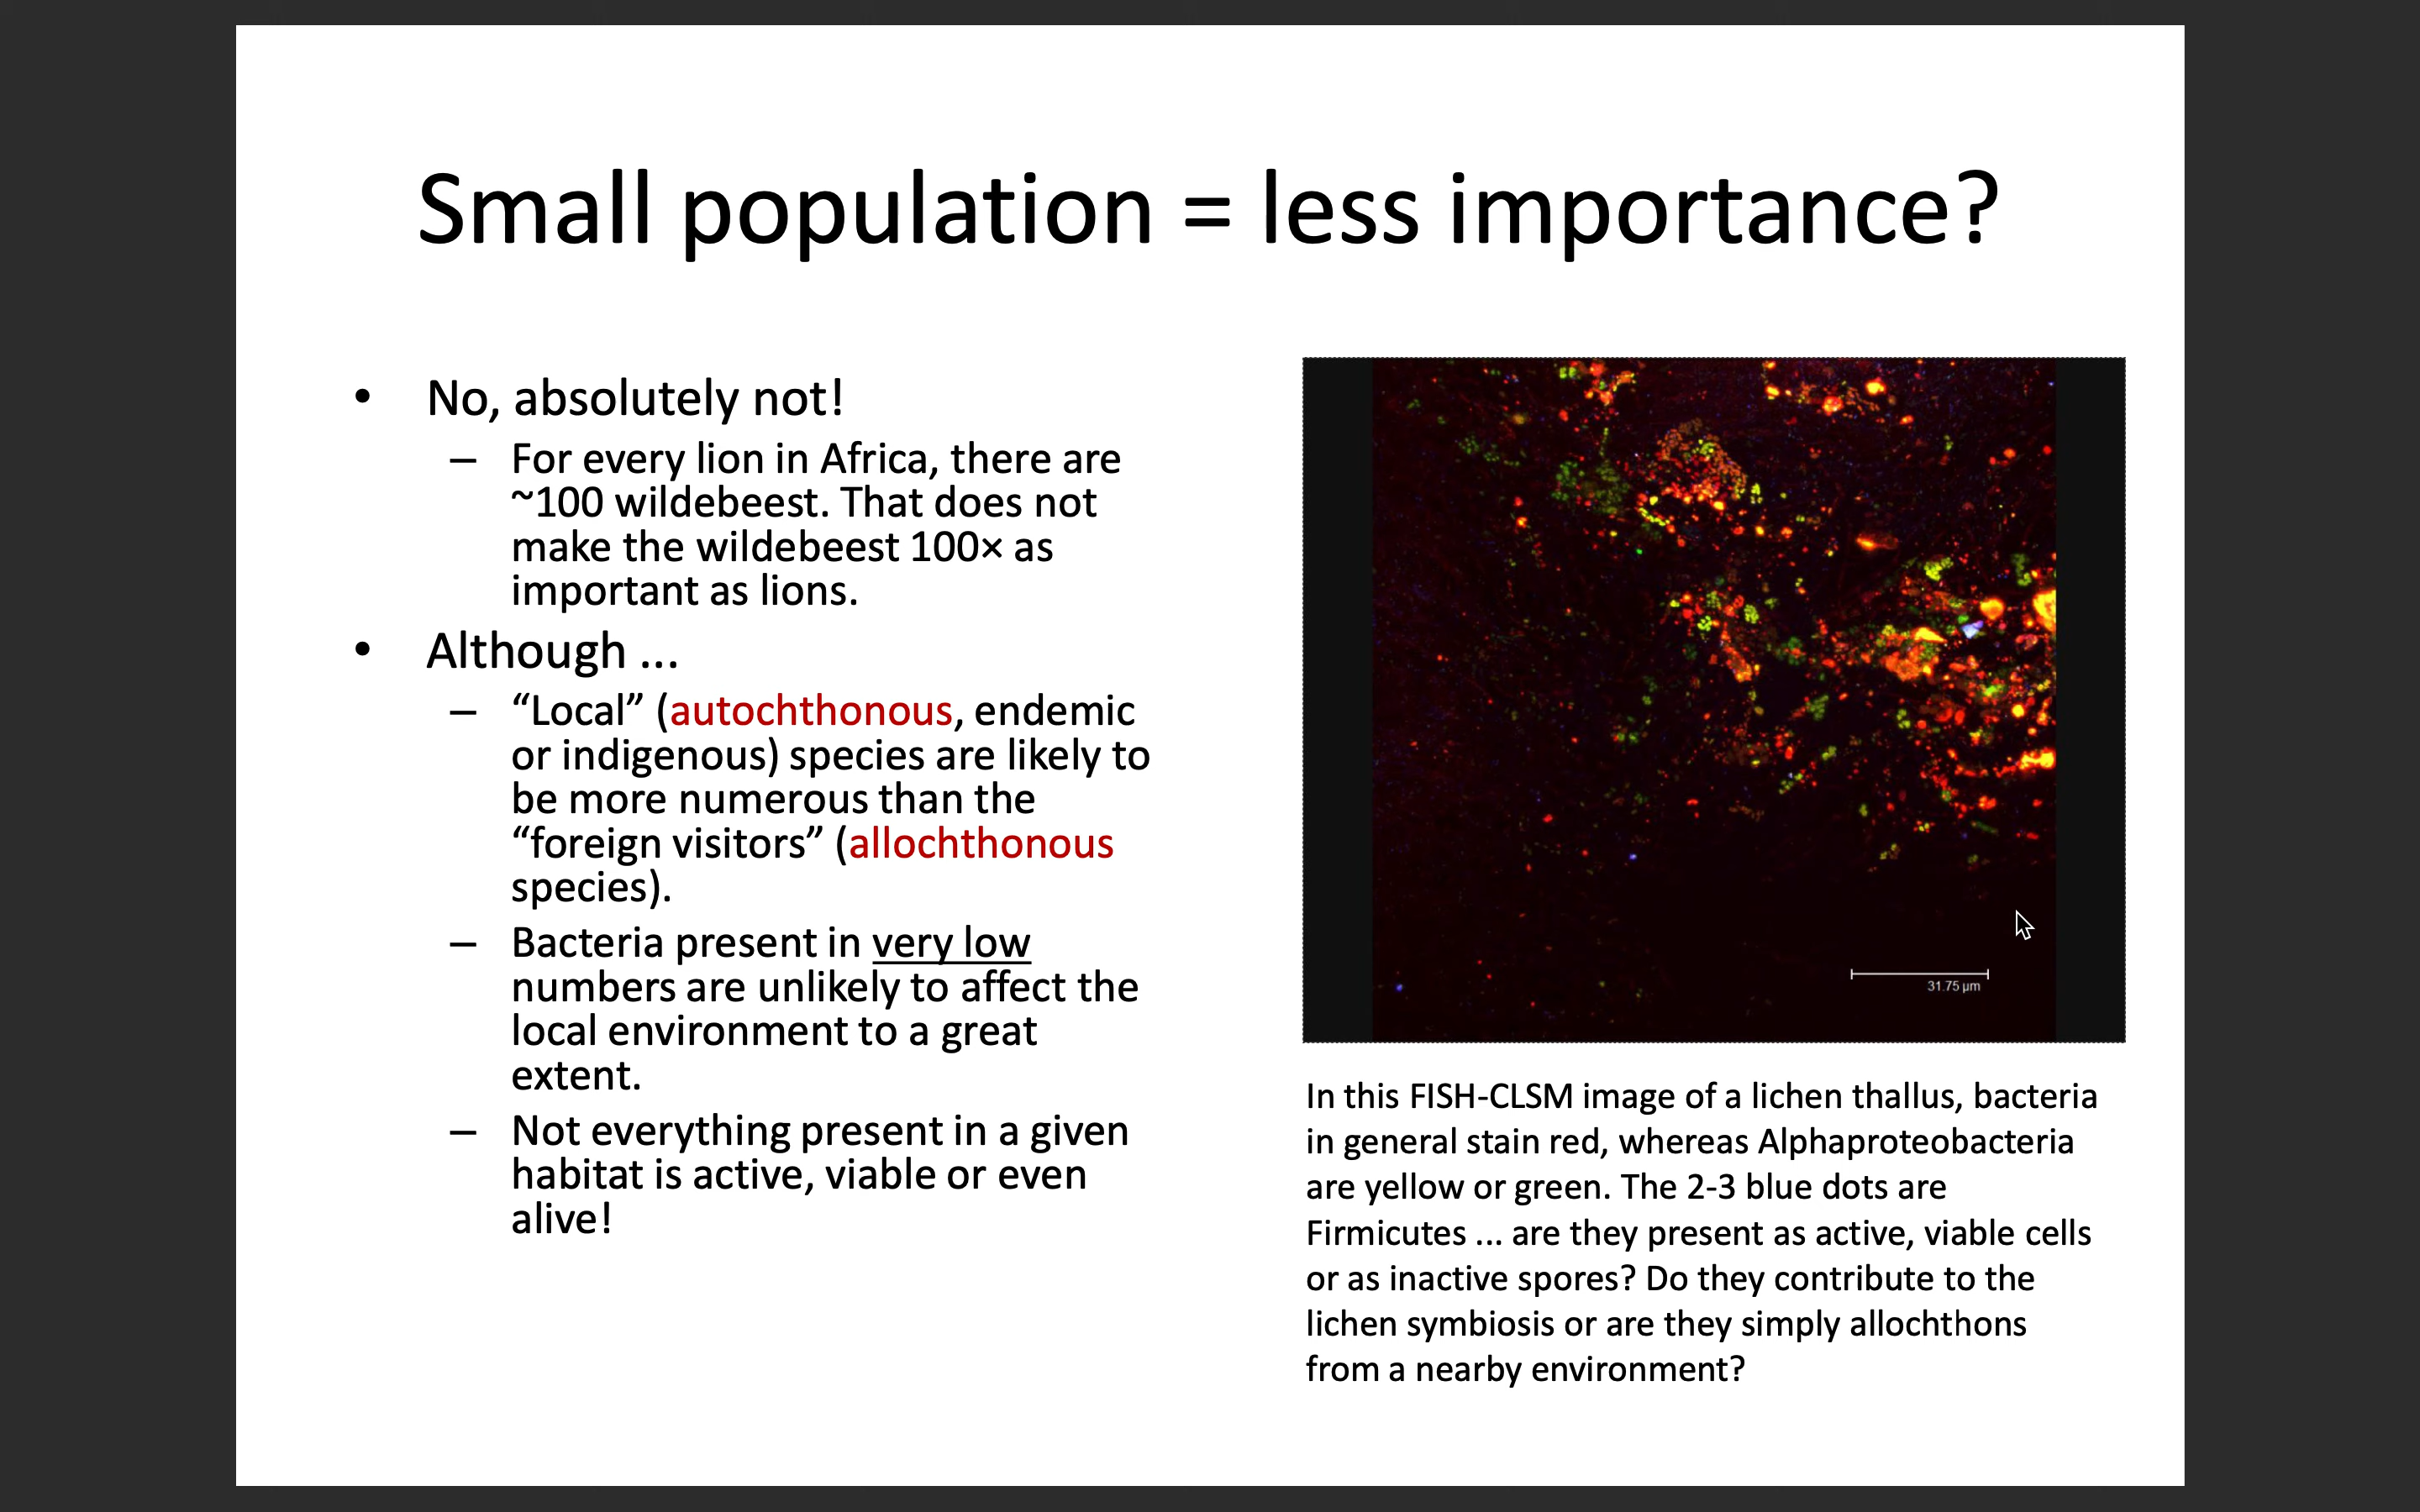 Small population = less importance?
• No, absolutely not!
– For every lion in Africa, there are
~100 wildebeest. That does not
make the wildebeest 100× as
important as lions.
• Although ...
– “Local” (autochthonous, endemic
or indigenous) species are likely to
be more numerous than the
“foreign visitors” (allochthonous
species).
– Bacteria present in very low
numbers are unlikely to affect the
local environment to a great
extent.
– Not everything present in a given
habitat is active, viable or even
alive!
31.75 µm
In this FISH-CLSM image of a lichen thallus, bacteria
in general stain red, whereas Alphaproteobacteria
are yellow or green. The 2-3 blue dots are
Firmicutes ... are they present as active, viable cells
or as inactive spores? Do they contribute to the
lichen symbiosis or are they simply allochthons
from a nearby environment?